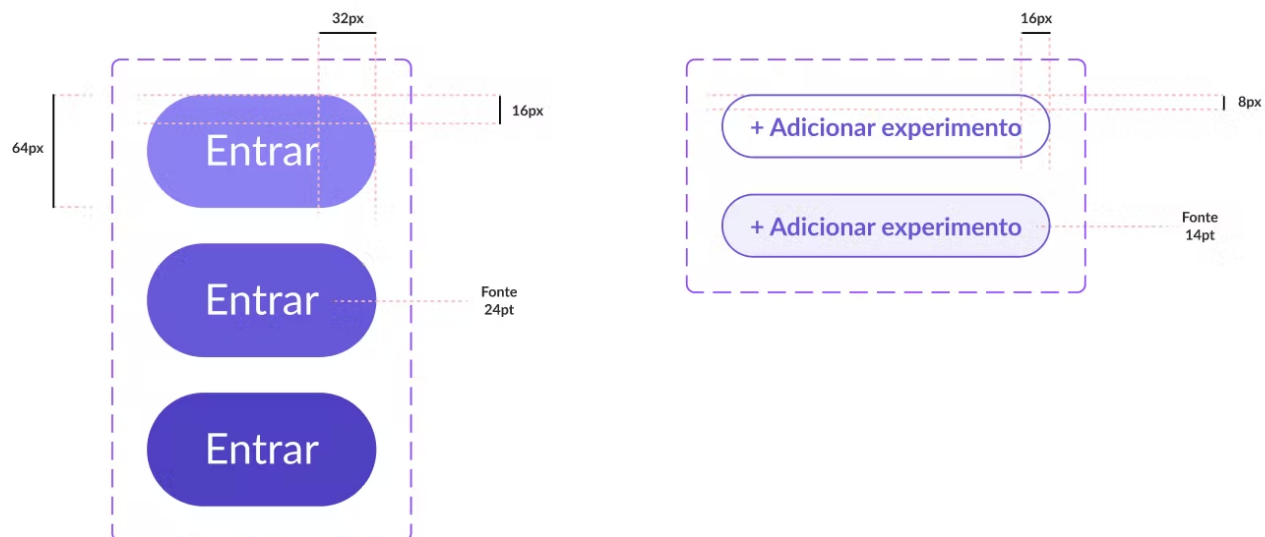 32px
16px
64px
Entrar
Entrar
Fonte
24pt
Entrar
16px
8px
+ Adicionar experimento
+ Adicionar experimento
Fonte
14pt